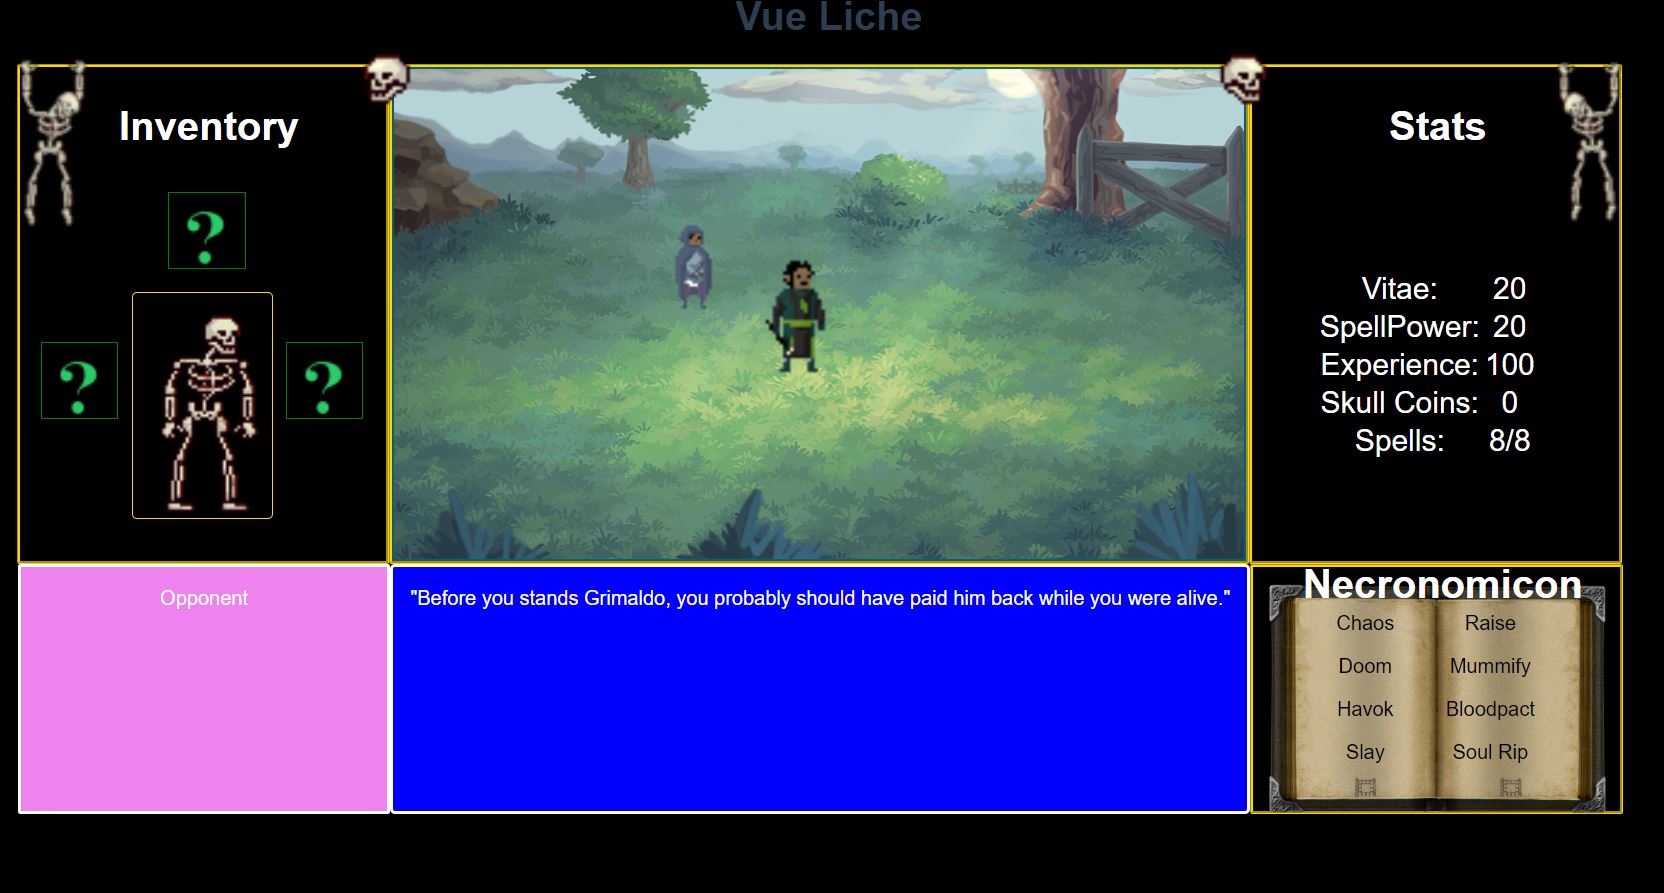 Vue Liche
Inventory
?
?
?
Stats
Vitae: 20
SpellPower: 20
Experience: 100
Skull Coins: 0
Spells: 8/8
Opponent
"Before you stands Grimaldo, you probably should have paid him back while you were alive."
Necronomicon
Chaos Raise
Doom Mummify
Havok Bloodpact
Slay Soul Rip